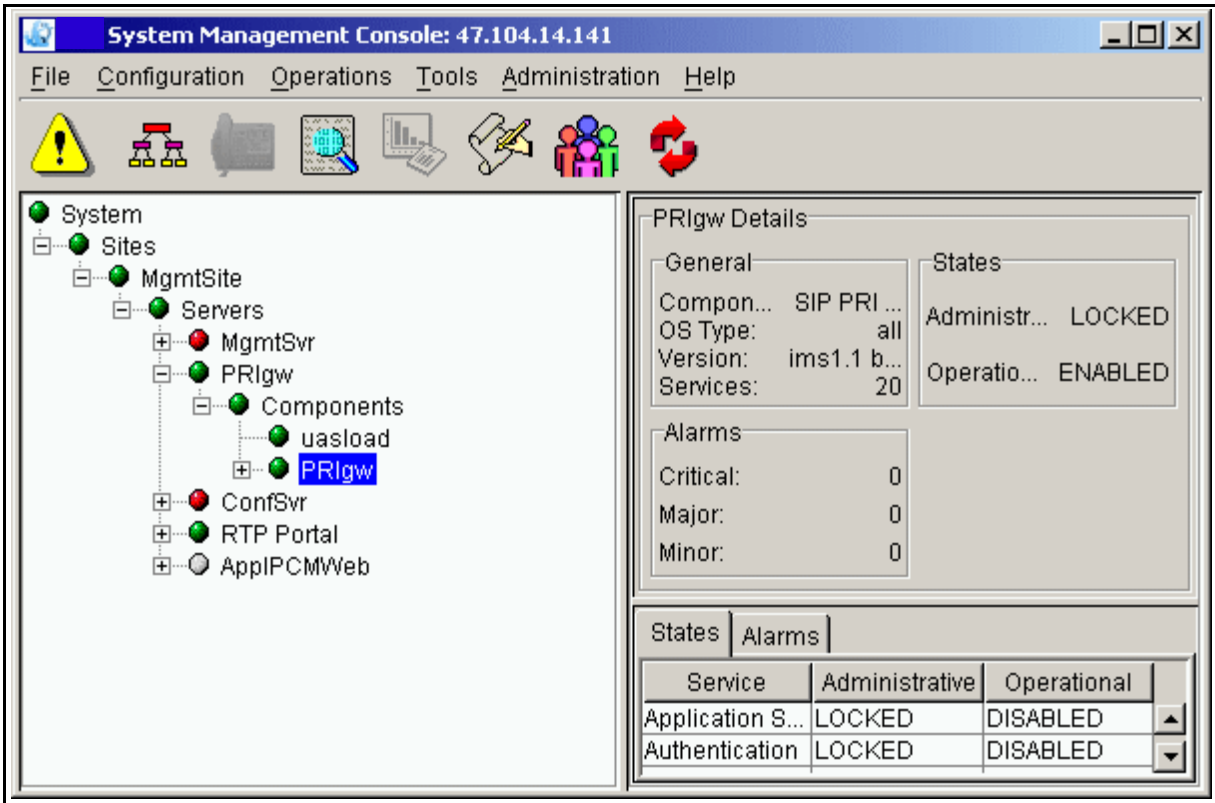 System Management Console: 47.104.14.141
File Configuration Operations Tools Administration Help
System
Sites
MgmtSite
Servers
MgmtSvr
PRIgw
Components
uasload
PRIgw
ConfSvr
RTP Portal
ApplPCMWeb
PRIgw Details
General
Compon... SIP PRI ...
OS Type: all
Version: ims1.1 b...
Services: 20
States
Administr... LOCKED
Operatio... ENABLED
Alarms
Critical: 0
Major: 0
Minor: 0
States Alarms
Service Administrative Operational
Application S... LOCKED DISABLED
Authentication LOCKED DISABLED